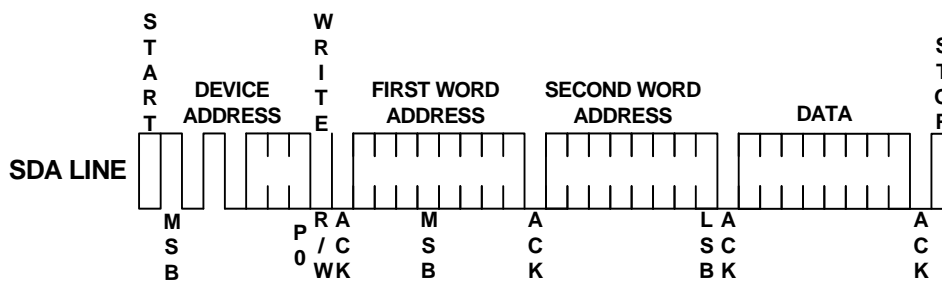 START
WRITE
DEVICE
ADDRESS
FIRST WORD
ADDRESS
SECOND WORD
ADDRESS
DATA
SDA LINE
MSB
P0
R/W
ACK
MSB
ACK
LSB
ACK
ACK